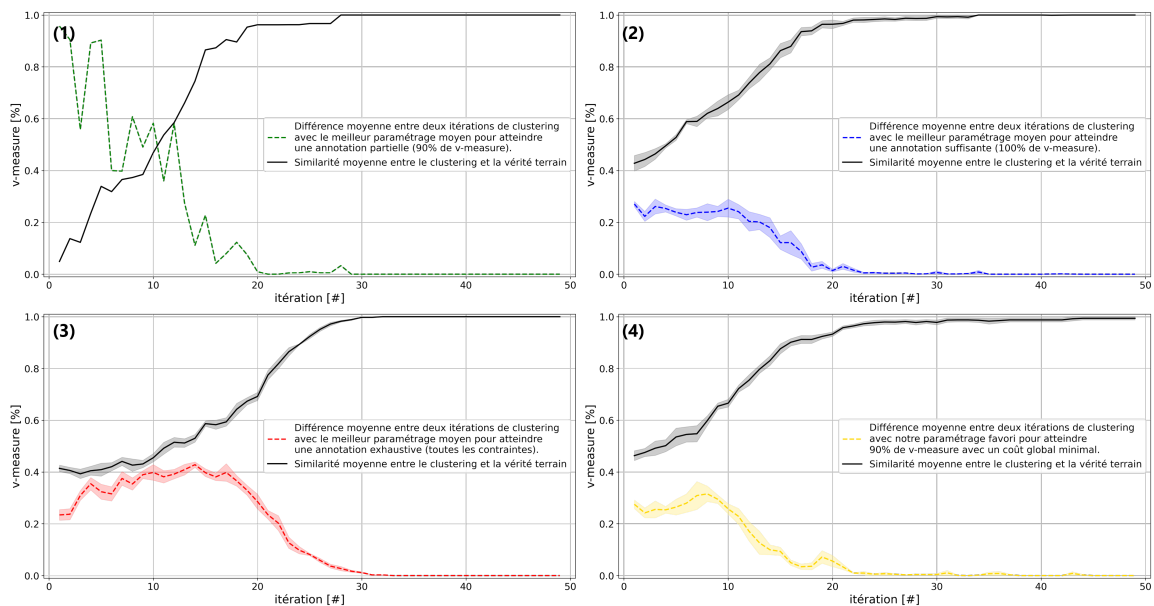 (1)
v-measure [%]
1.0
0.8
0.6
0.4
0.2
0.0
Différence moyenne entre deux itérations de clustering
avec le meilleur paramétrage moyen pour atteindre
une annotation partielle (90% de v-measure).
Similarité moyenne entre le clustering et la vérité terrain
0 10 20 30 40 50
itération [#]
(2)
v-measure [%]
1.0
0.8
0.6
0.4
0.2
0.0
Différence moyenne entre deux itérations de clustering
avec le meilleur paramétrage moyen pour atteindre
une annotation suffisante (100% de v-measure).
Similarité moyenne entre le clustering et la vérité terrain
0 10 20 30 40 50
itération [#]
(3)
v-measure [%]
1.0
0.8
0.6
0.4
0.2
0.0
Différence moyenne entre deux itérations de clustering
avec le meilleur paramétrage moyen pour atteindre
une annotation exhaustive (toutes les contraintes).
Similarité moyenne entre le clustering et la vérité terrain
0 10 20 30 40 50
itération [#]
(4)
v-measure [%]
1.0
0.8
0.6
0.4
0.2
0.0
Différence moyenne entre deux itérations de clustering
avec notre paramétrage favori pour atteindre
90% de v-measure avec un coût global minimal.
Similarité moyenne entre le clustering et la vérité terrain
0 10 20 30 40 50
itération [#]